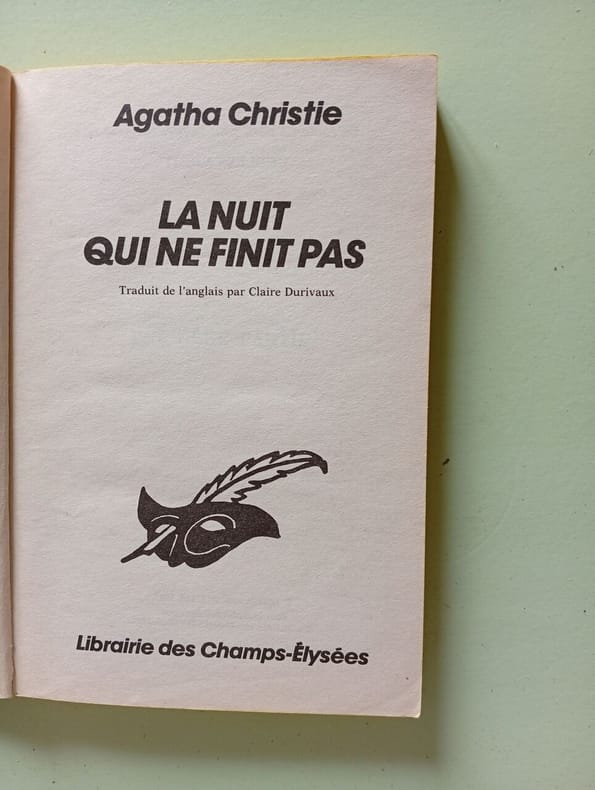 Agatha Christie
LA NUIT
QUI NE FINIT PAS
Traduit de l'anglais par Claire Durivaux
Librairie des Champs-Élysées